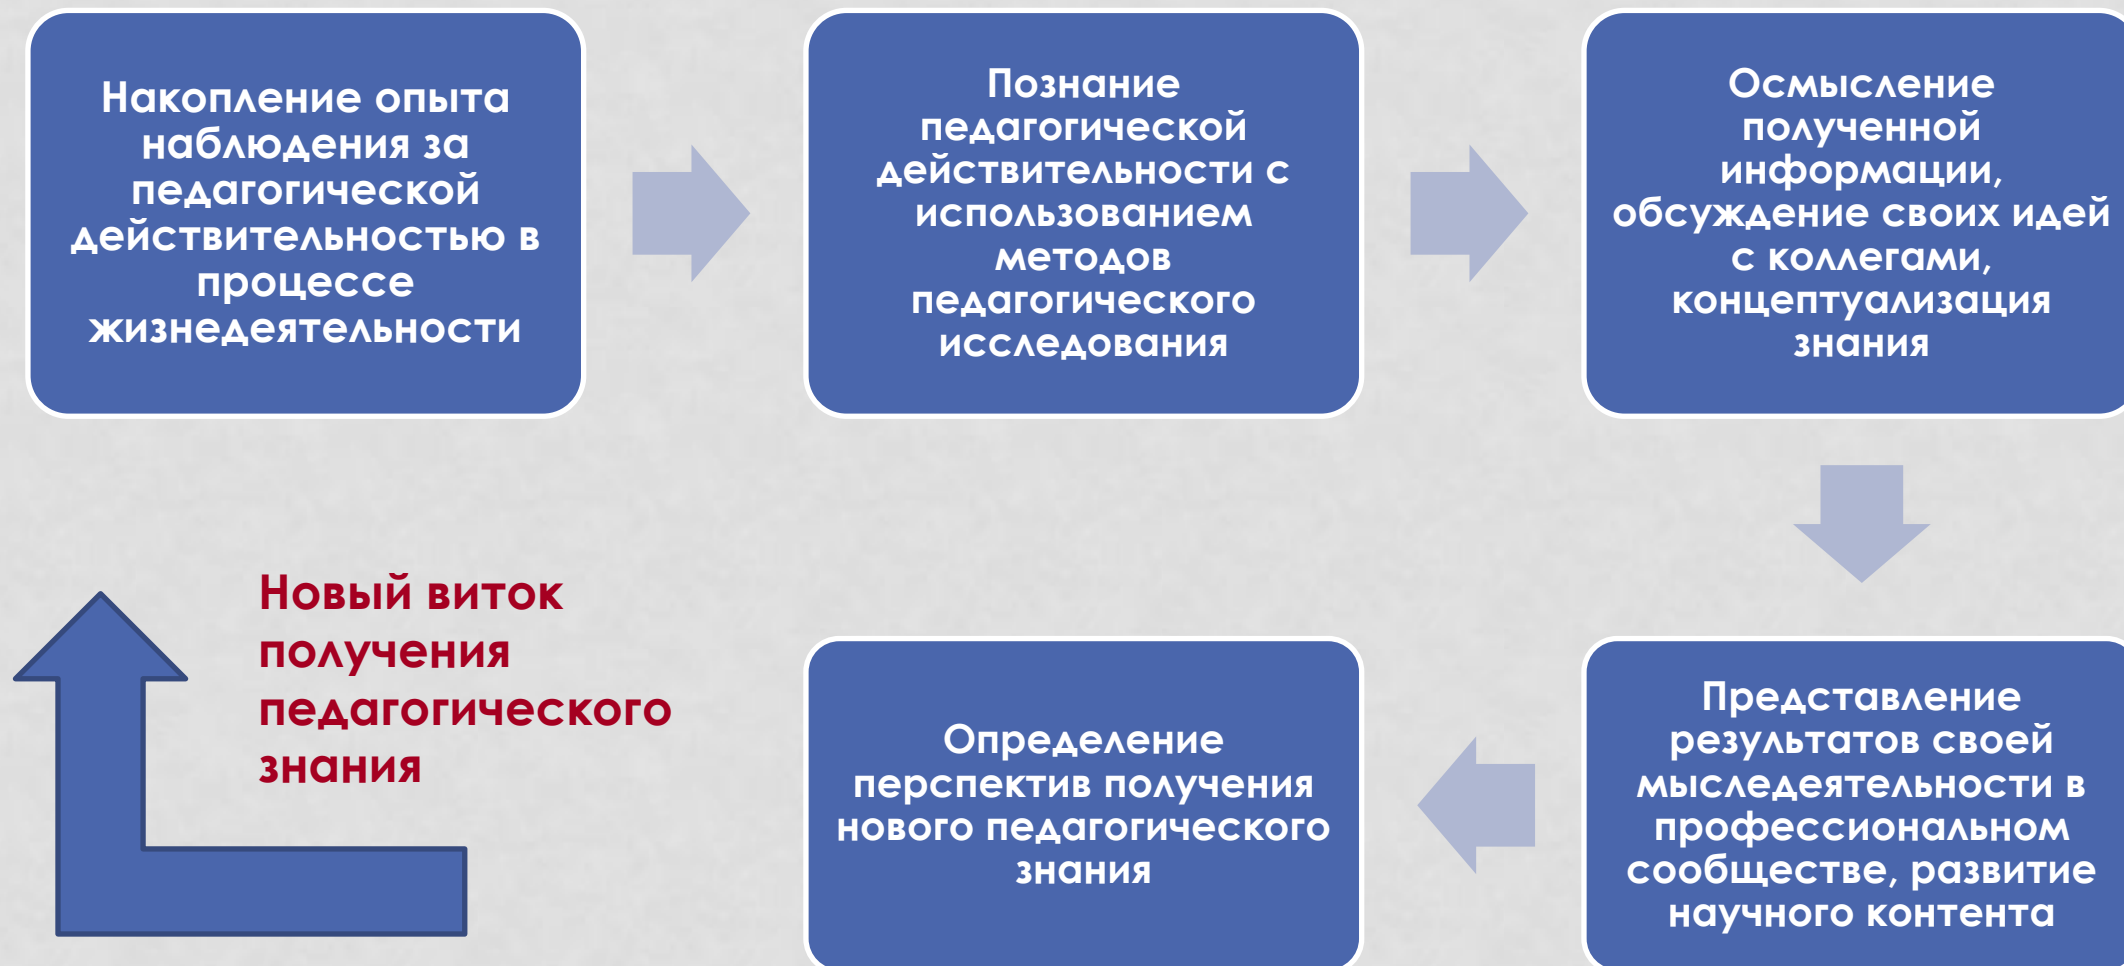 Накопление опыта
наблюдения за
педагогической
действительностью в
процессе
жизнедеятельности
Познание
педагогической
действительности с
использованием
методов
педагогического
исследования
Осмысление
полученной
информации,
обсуждение своих идей
с коллегами,
концептуализация
знания
Представление
результатов своей
мыследеятельности в
профессиональном
сообществе, развитие
научного контента
Определение
перспектив получения
нового педагогического
знания
Новый виток
получения
педагогического
знания